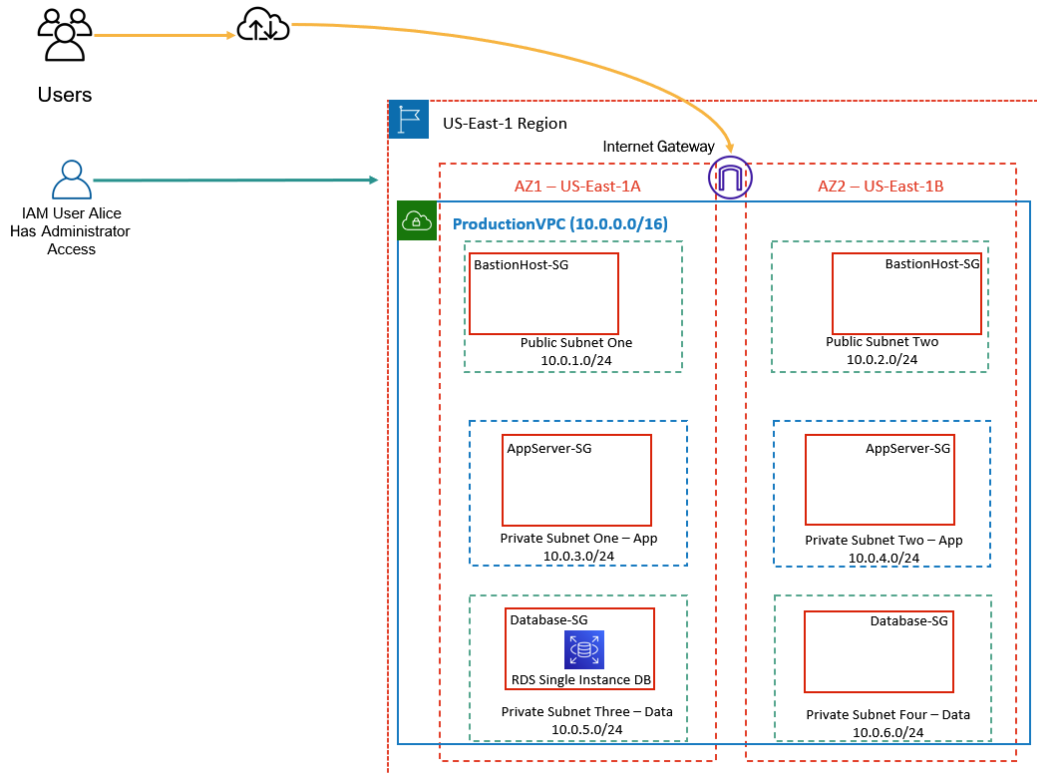 Users
IAM User Alice
Has Administrator
Access
US-East-1 Region
Internet Gateway
AZ1 – US-East-1A
AZ2 – US-East-1B
ProductionVPC (10.0.0.0/16)
BastionHost-SG
Public Subnet One
10.0.1.0/24
BastionHost-SG
Public Subnet Two
10.0.2.0/24
AppServer-SG
Private Subnet One – App
10.0.3.0/24
AppServer-SG
Private Subnet Two – App
10.0.4.0/24
Database-SG
RDS Single Instance DB
Private Subnet Three – Data
10.0.5.0/24
Database-SG
Private Subnet Four – Data
10.0.6.0/24